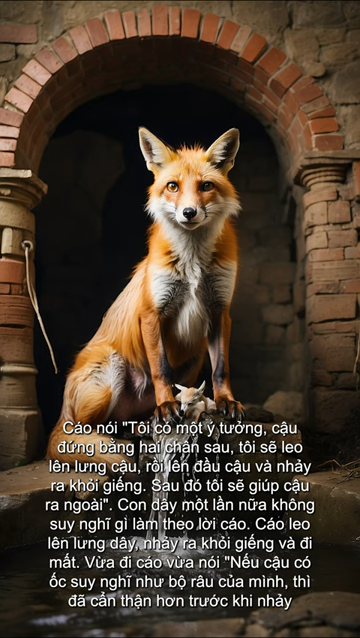 Cáo nói "Tôi có một ý tưởng, cậu
đứng bằng hai chân sau, tôi sẽ leo
lên lưng cậu, rồi lên đầu cậu và nhảy
ra khỏi giếng. Sau đó tôi sẽ giúp cậu
ra ngoài". Con dây một lần nữa không
suy nghĩ gì làm theo lời cáo. Cáo leo
lên lưng dây, nhảy ra khỏi giếng và đi
mất. Vừa đi cáo vừa nói "Nếu cậu có
ốc suy nghĩ như bộ râu của mình, thì
đã cẩn thận hơn trước khi nhảy